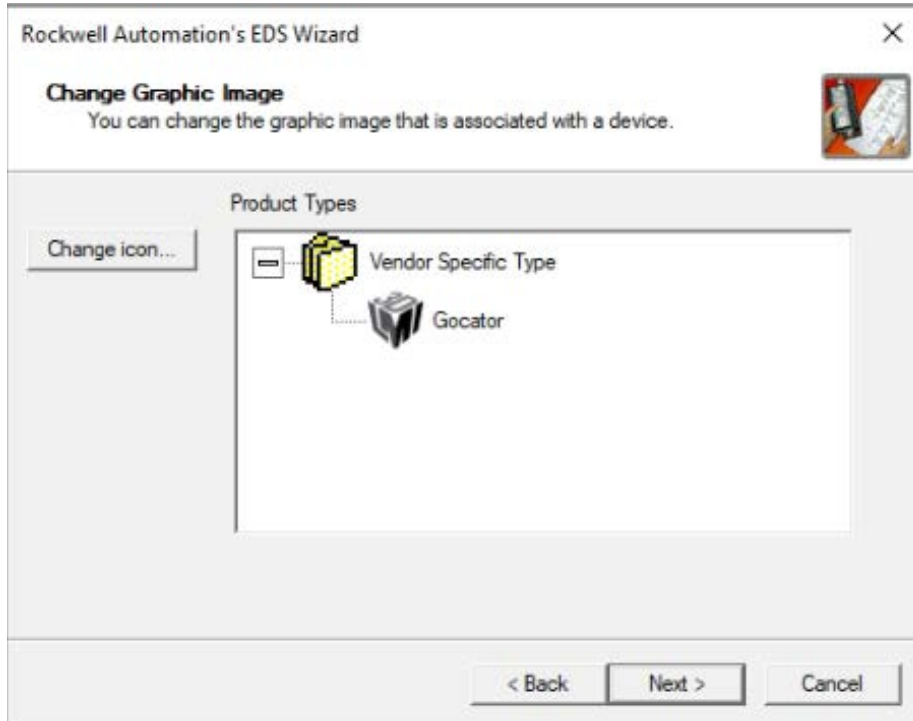 Rockwell Automation's EDS Wizard
Change Graphic Image
You can change the graphic image that is associated with a device.
Product Types
Change icon...
Vendor Specific Type
Gocator
< Back
Next >
Cancel